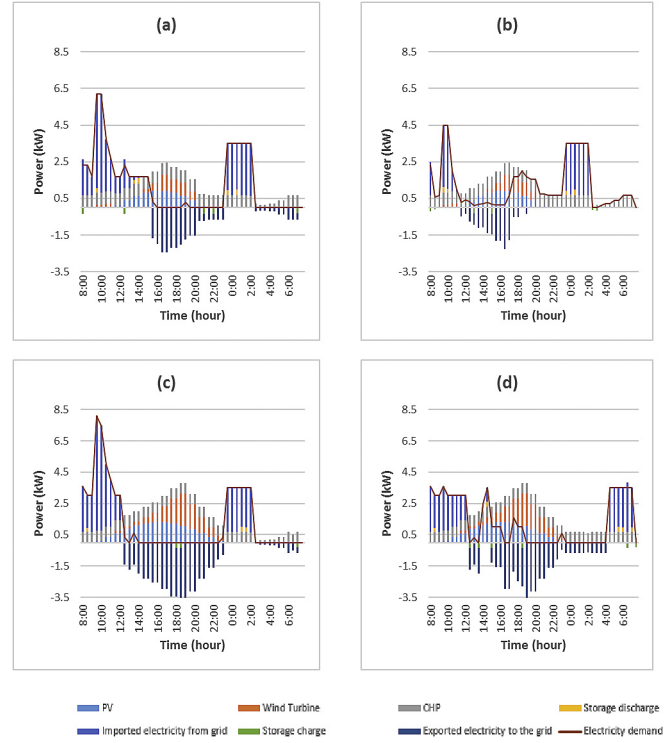 (a)
8.5
6.5
4.5
2.5
0.5
-1.5
-3.5
Power (kW)
8:00 10:00 12:00 14:00 16:00 18:00 20:00 22:00 0:00 2:00 4:00 6:00
Time (hour)
(b)
8.5
6.5
4.5
2.5
0.5
-1.5
-3.5
Power (kW)
8:00 10:00 12:00 14:00 16:00 18:00 20:00 22:00 0:00 2:00 4:00 6:00
Time (hour)
(c)
8.5
6.5
4.5
2.5
0.5
-1.5
-3.5
Power (kW)
8:00 10:00 12:00 14:00 16:00 18:00 20:00 22:00 0:00 2:00 4:00 6:00
Time (hour)
(d)
8.5
6.5
4.5
2.5
0.5
-1.5
-3.5
Power (kW)
8:00 10:00 12:00 14:00 16:00 18:00 20:00 22:00 0:00 2:00 4:00 6:00
Time (hour)
PV Wind Turbine CHP Storage discharge
Imported electricity from grid Storage charge Exported electricity to the grid Electricity demand